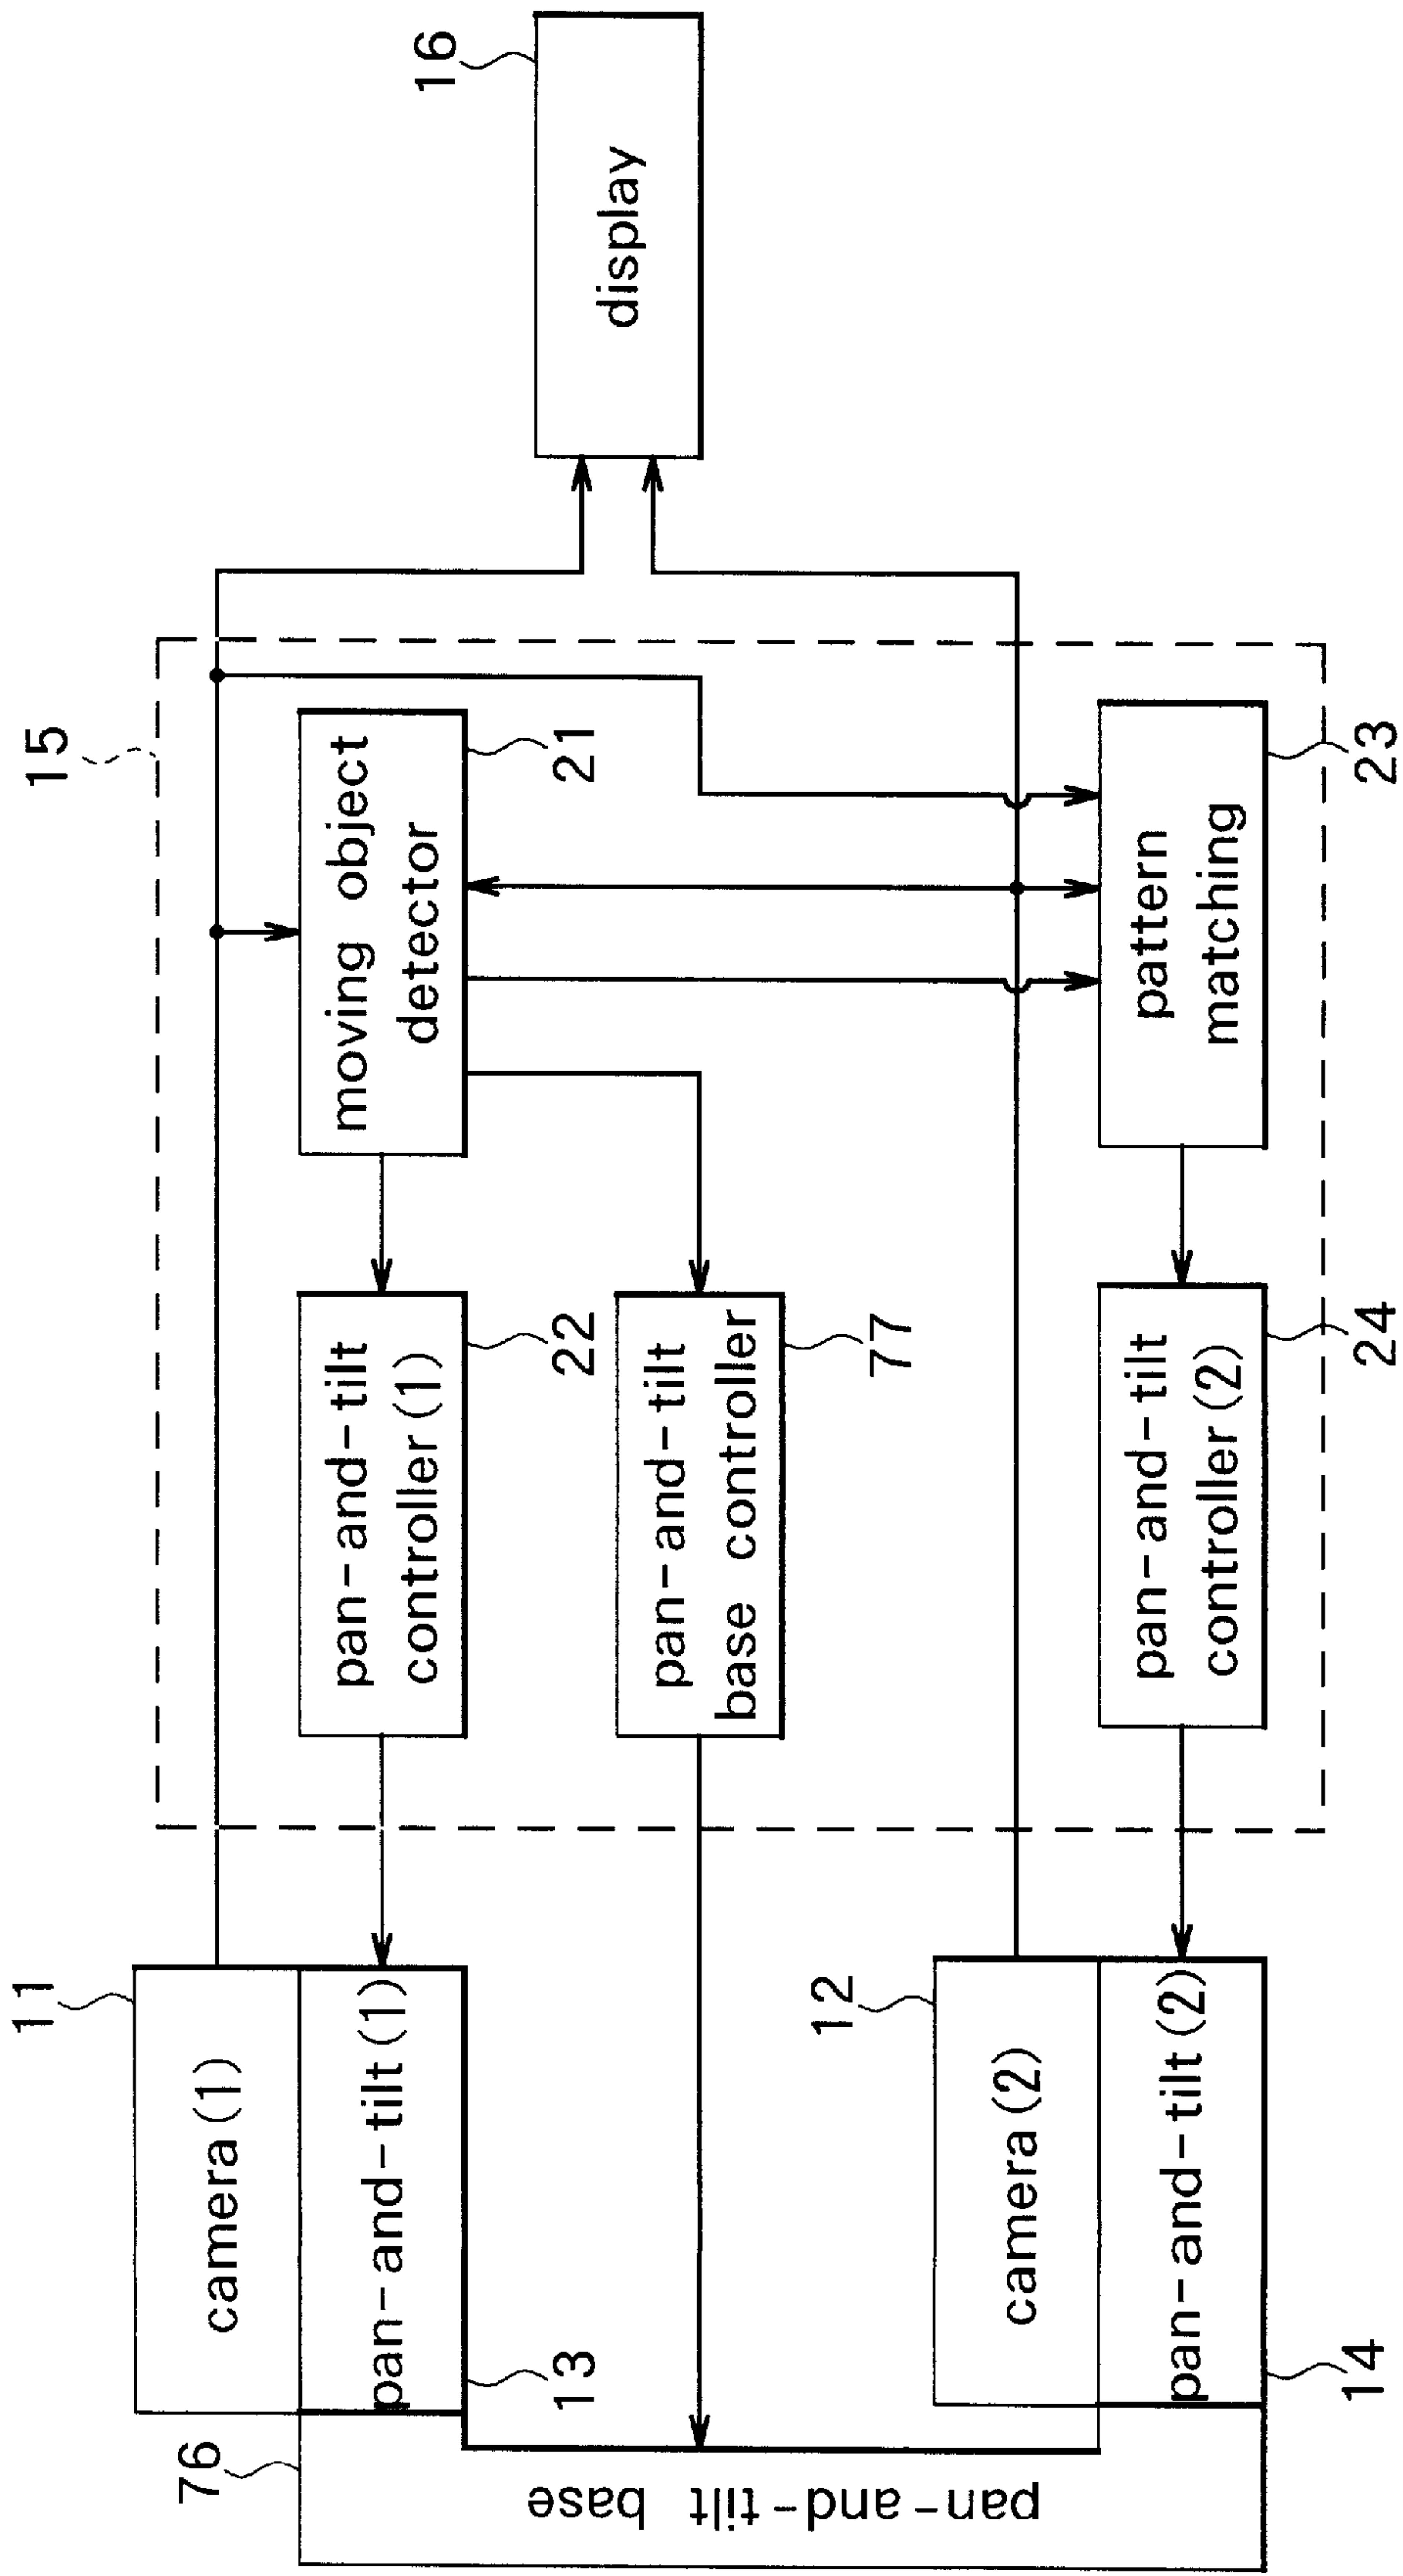 11
camera(1)
pan-and-tilt(1)
13
76
pan-and-tilt base
12
camera(2)
pan-and-tilt(2)
14
15
pan-and-tilt
controller(1)
22
moving object
detector
21
pan-and-tilt
base controller
77
pan-and-tilt
controller(2)
24
pattern
matching
23
16
display